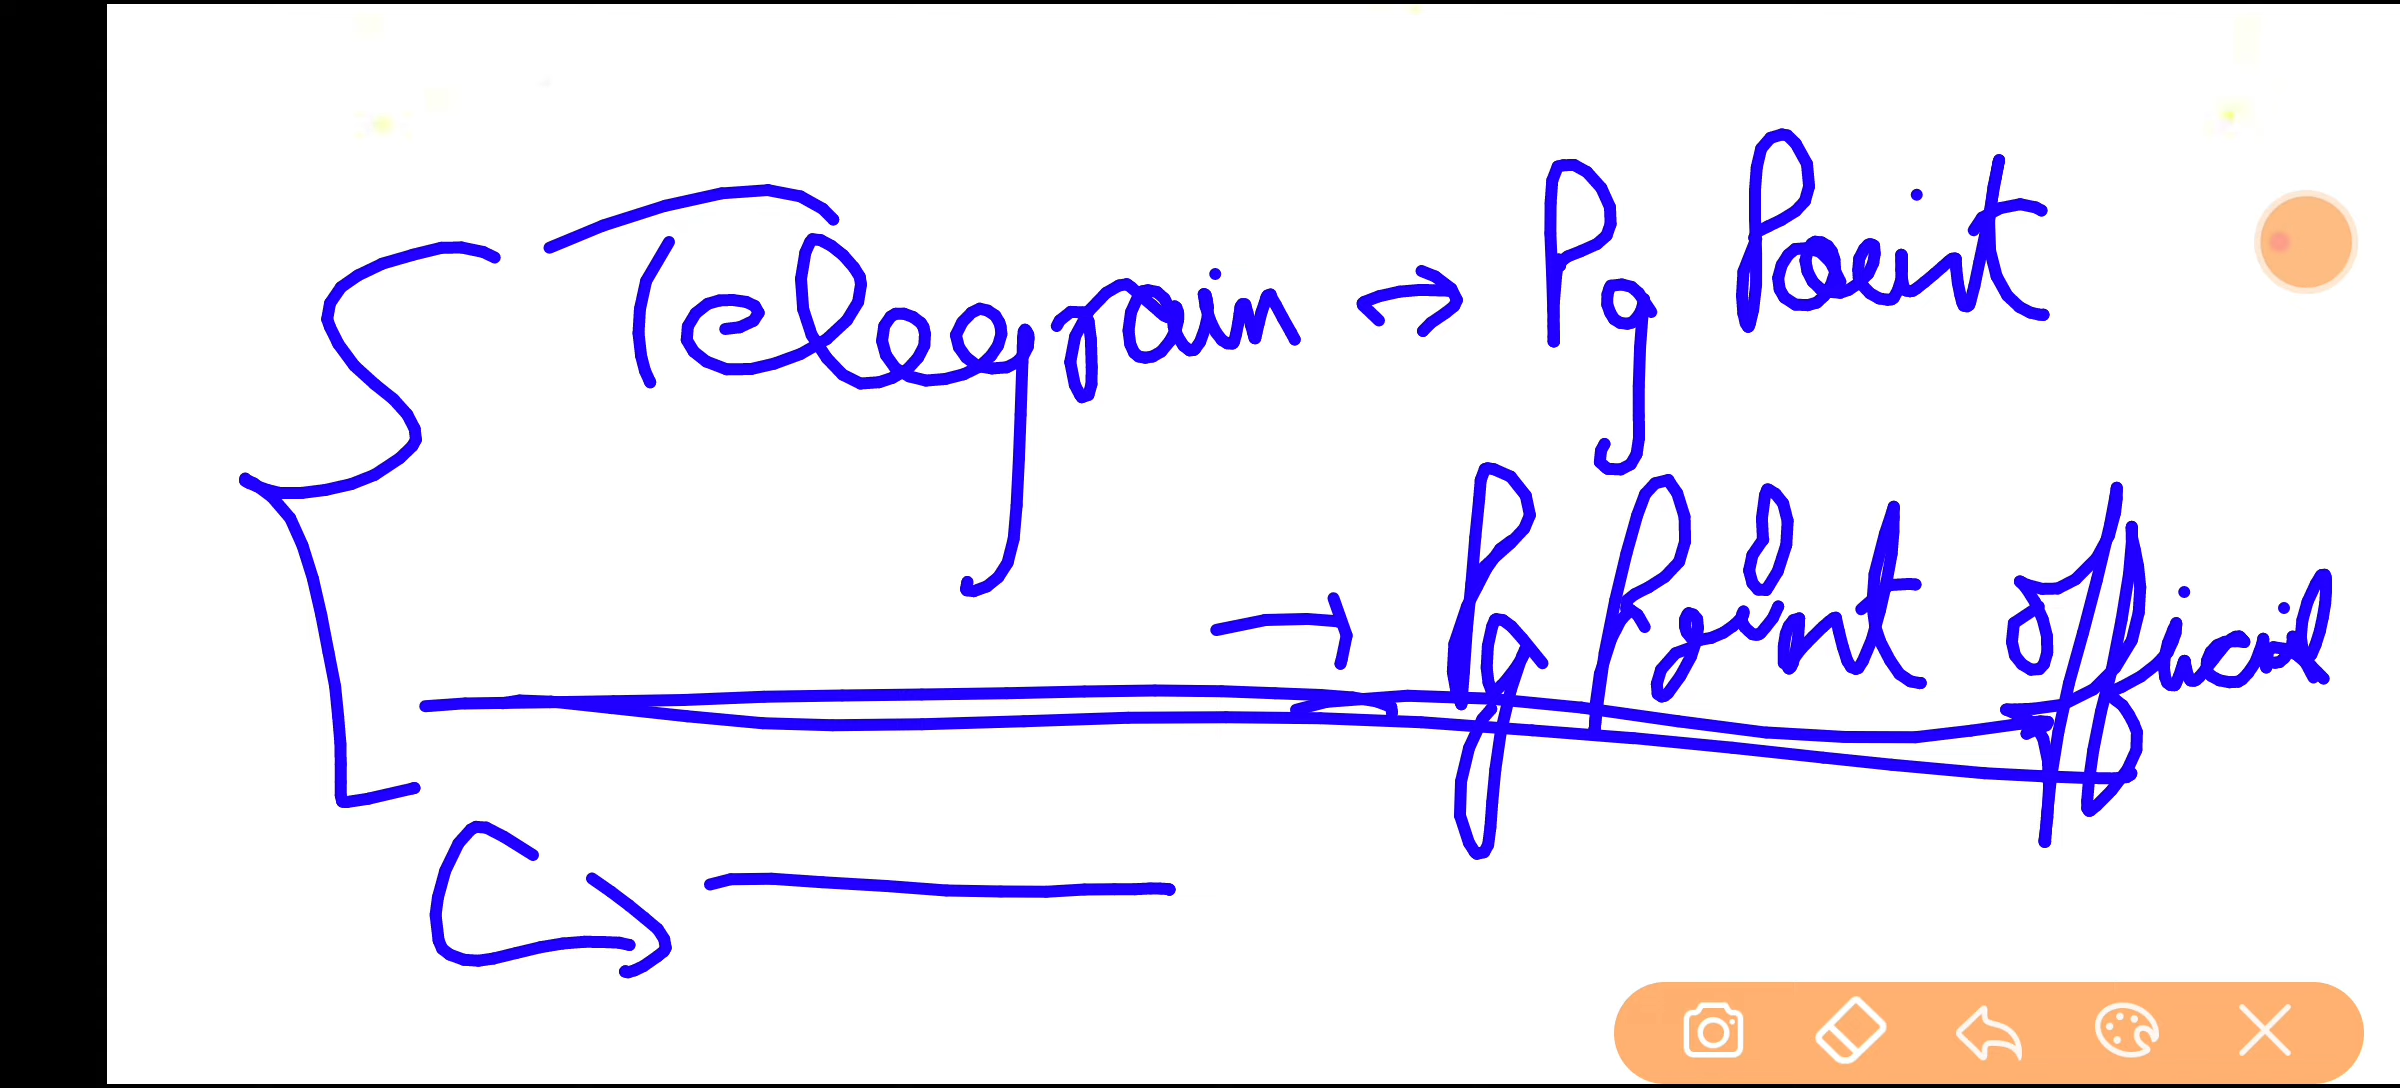 Telegram → Pg Point
→ Pg Point official